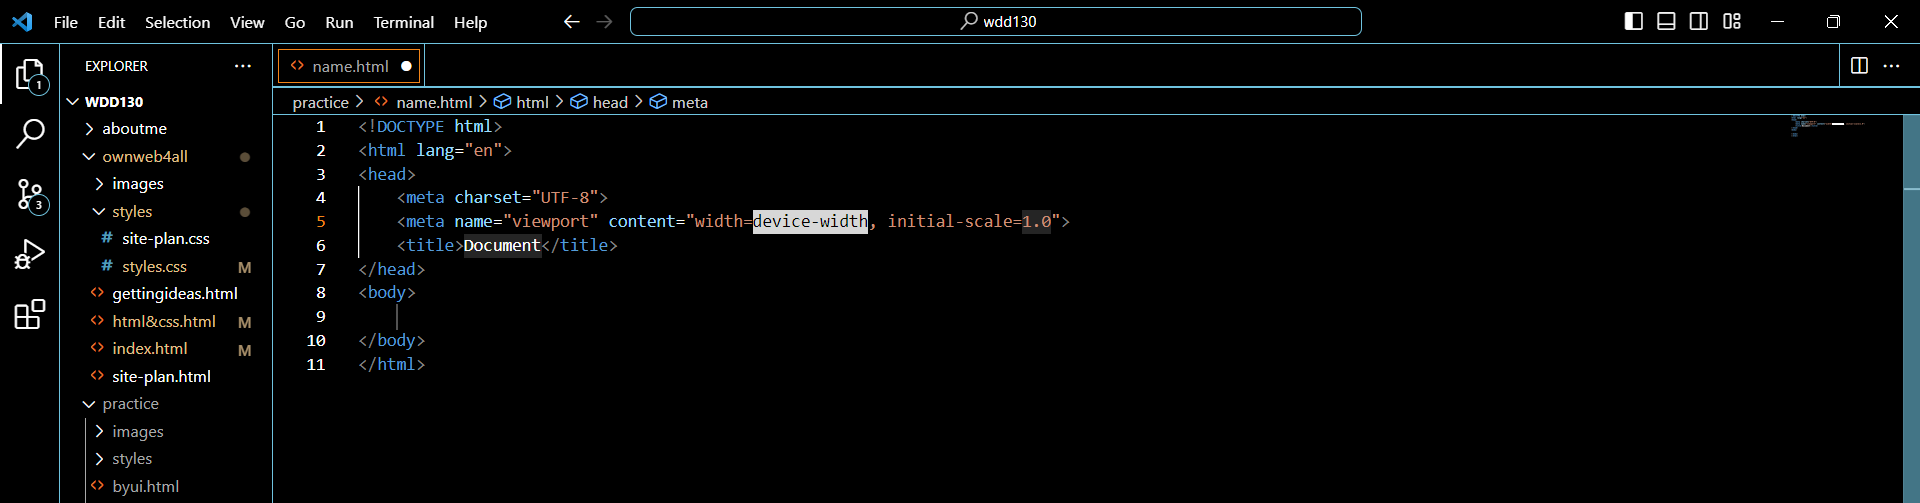 File Edit Selection View Go Run Terminal Help wdd130
EXPLORER
name.html
practice > name.html > html > head > meta
WDD130
aboutme
ownweb4all
images
styles
site-plan.css
styles.css M
gettingideas.html
html&css.html M
index.html M
site-plan.html
practice
images
styles
byui.html
1
3
1 <!DOCTYPE html>
2 <html lang="en">
3 <head>
4 <meta charset="UTF-8">
5 <meta name="viewport" content="width=device-width, initial-scale=1.0">
6 <title>Document</title>
7 </head>
8 <body>
9
10 </body>
11 </html>